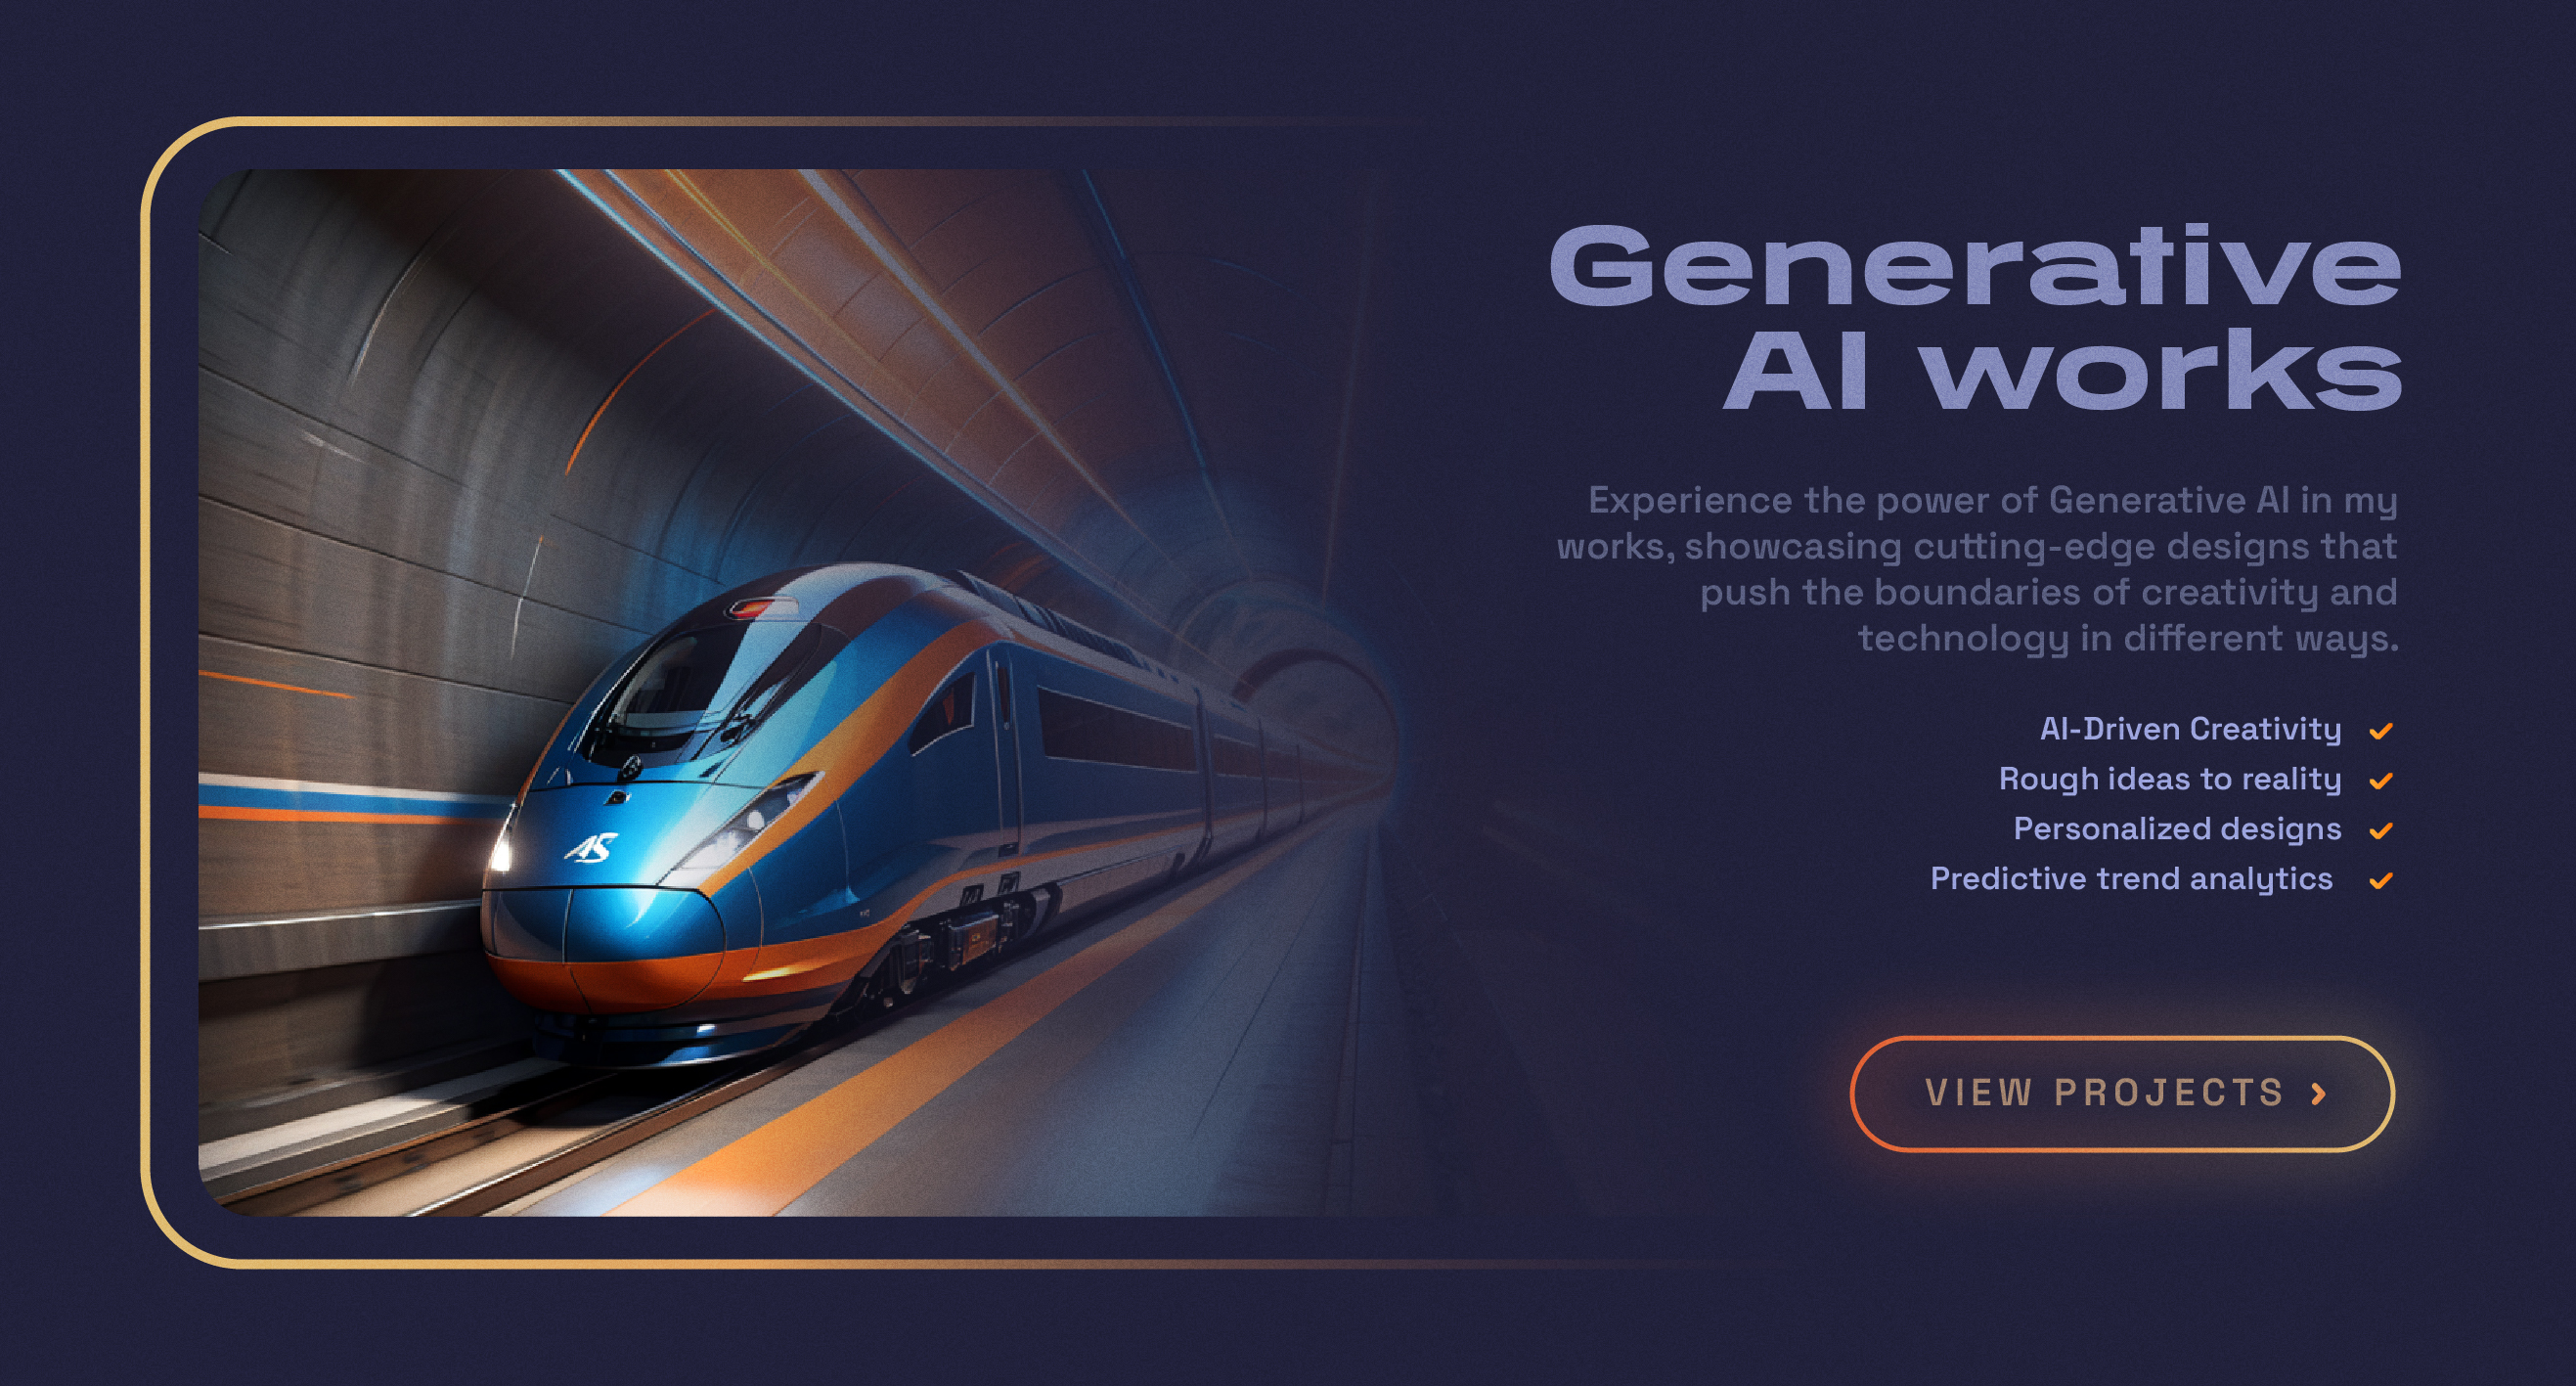 Generative
AI works
Experience the power of Generative AI in my
works, showcasing cutting-edge designs that
push the boundaries of creativity and
technology in different ways.
AI-Driven Creativity
Rough ideas to reality
Personalized designs
Predictive trend analytics
VIEW PROJECTS
AS